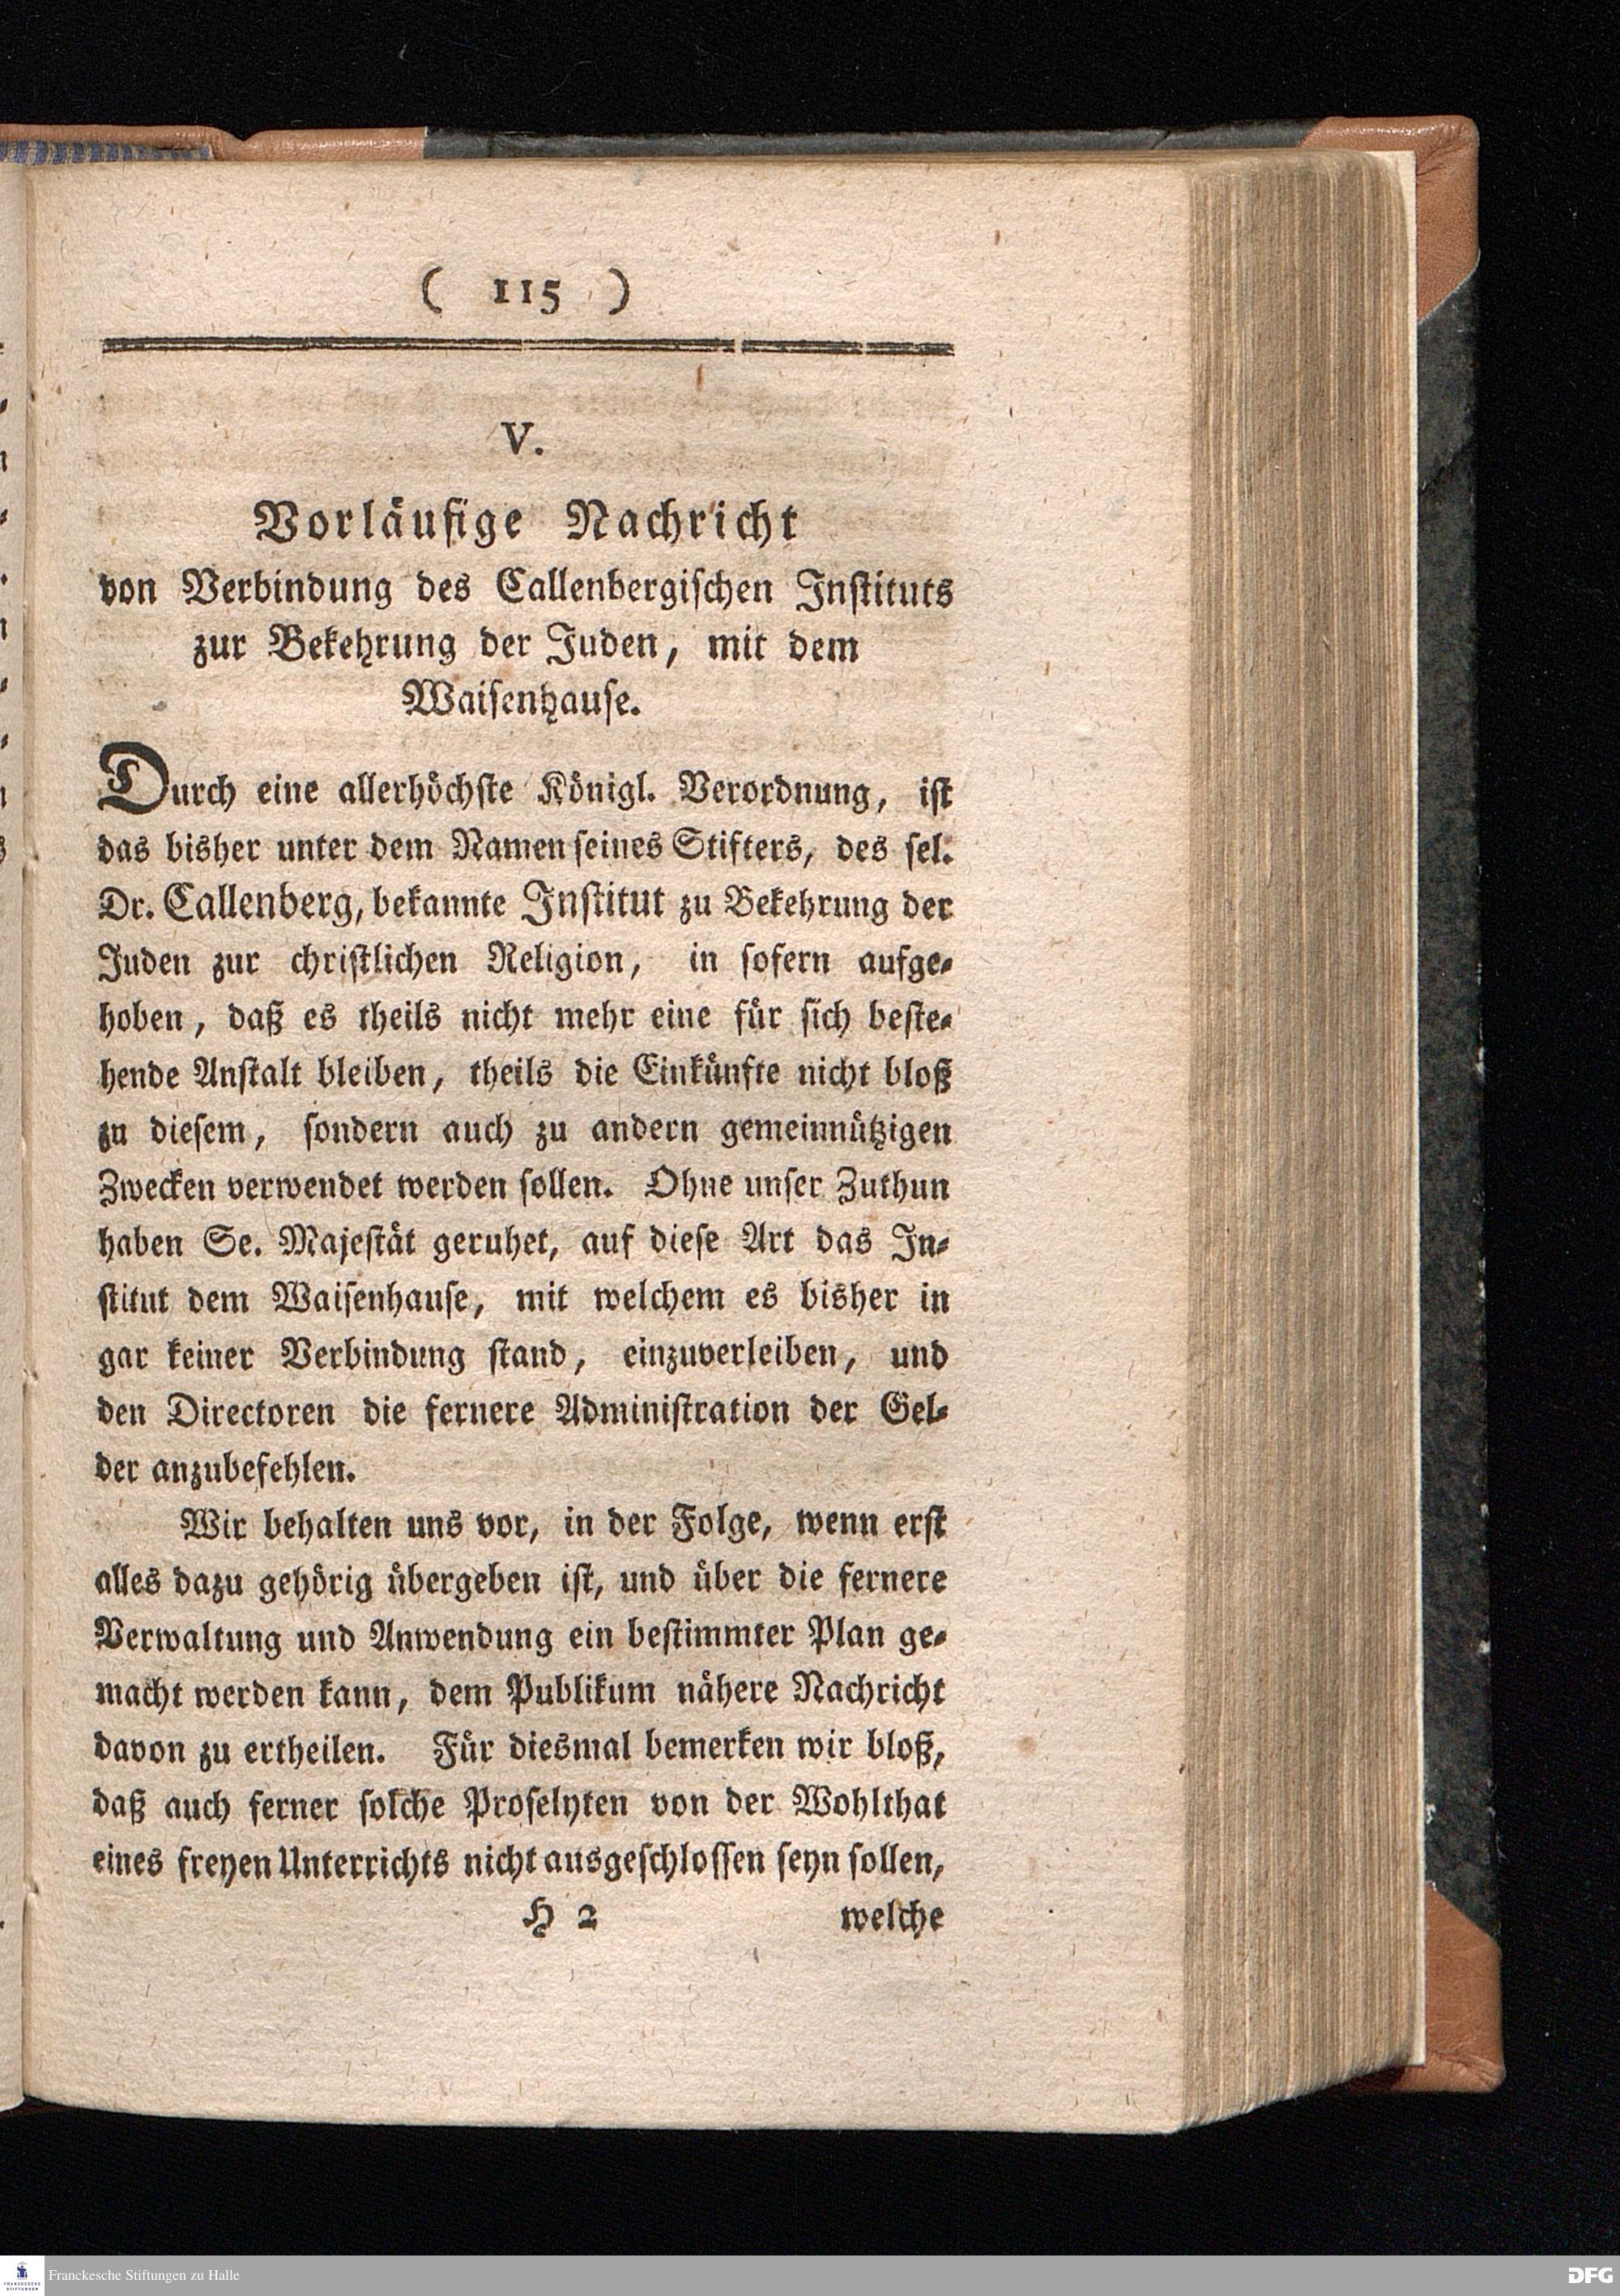 ( 115 )
V.
Vorläufige Nachricht
von Verbindung des Callenbergischen Instituts
zur Bekehrung der Juden, mit dem
Waisenhause.
Durch eine allerhöchste Königl. Verordnung, ist
das bisher unter dem Namen seines Stifters, des sel.
Dr. Callenberg, bekannte Institut zu Bekehrung der
Juden zur christlichen Religion, in sofern aufge-
hoben, daß es theils nicht mehr eine für sich beste-
hende Anstalt bleiben, theils die Einkünfte nicht bloß
zu diesem, sondern auch zu andern gemeinnützigen
Zwecken verwendet werden sollen. Ohne unser Zuthun
haben Se. Majestät geruhet, auf diese Art das In-
stitut dem Waisenhause, mit welchem es bisher in
gar keiner Verbindung stand, einzuverleiben, und
den Directoren die fernere Administration der Gel-
der anzubefehlen.
Wir behalten uns vor, in der Folge, wenn erst
alles dazu gehörig übergeben ist, und über die fernere
Verwaltung und Anwendung ein bestimmter Plan ge-
macht werden kann, dem Publikum nähere Nachricht
davon zu ertheilen. Für diesmal bemerken wir bloß,
daß auch ferner solche Proselyten von der Wohlthat
eines freyen Unterrichts nicht ausgeschlossen seyn sollen,
H 2 welche
FRANCKESCHE STIFTUNGEN
Franckesche Stiftungen zu Halle
DFG